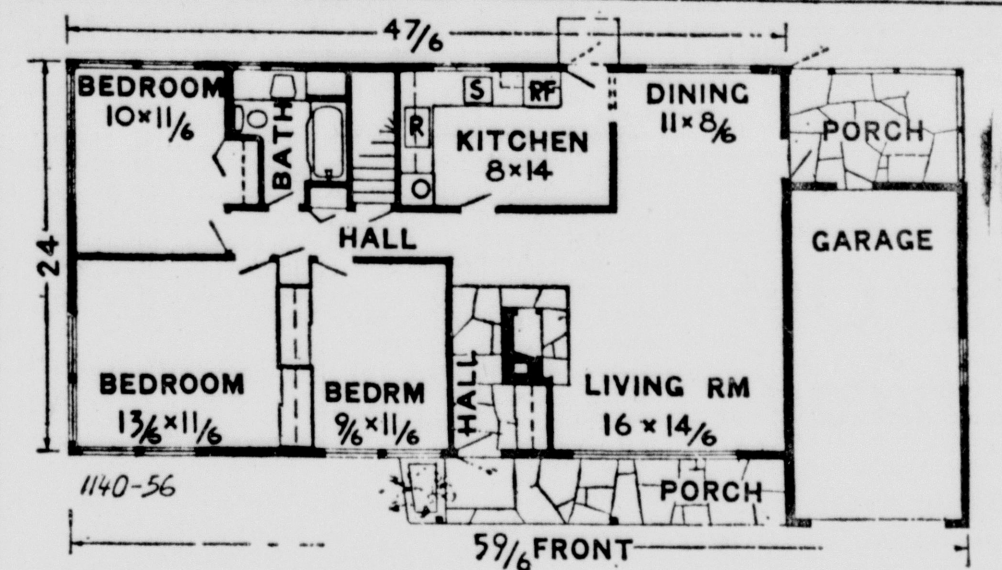 47/6
BEDROOM
10×11/6
BATH
S
RF
R
KITCHEN
8×14
DINING
11×8/6
PORCH
HALL
GARAGE
24
BEDROOM
13/6×11/6
BEDRM
9/6×11/6
HALL
LIVING RM
16×14/6
1140-56
PORCH
59/6 FRONT